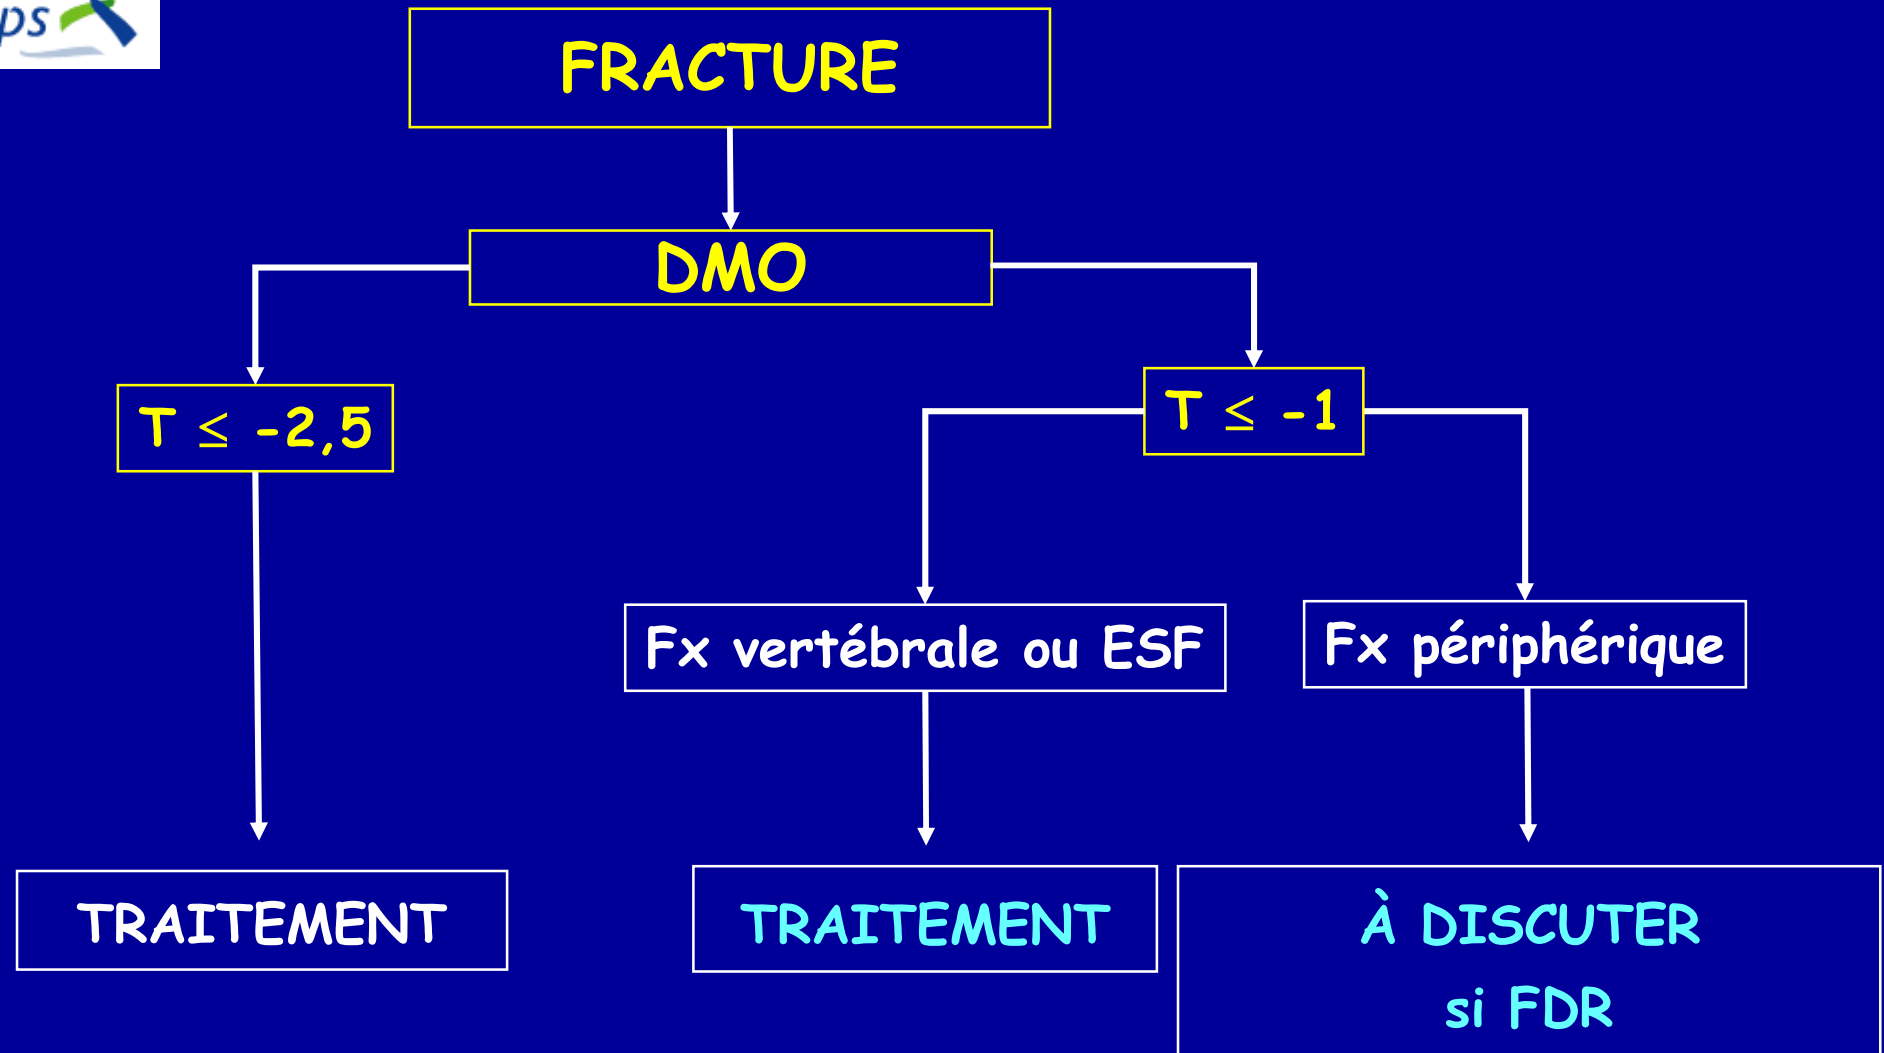 ps
FRACTURE
DMO
T ≤ -2,5
T ≤ -1
Fx vertébrale ou ESF
Fx périphérique
TRAITEMENT
TRAITEMENT
À DISCUTER
si FDR